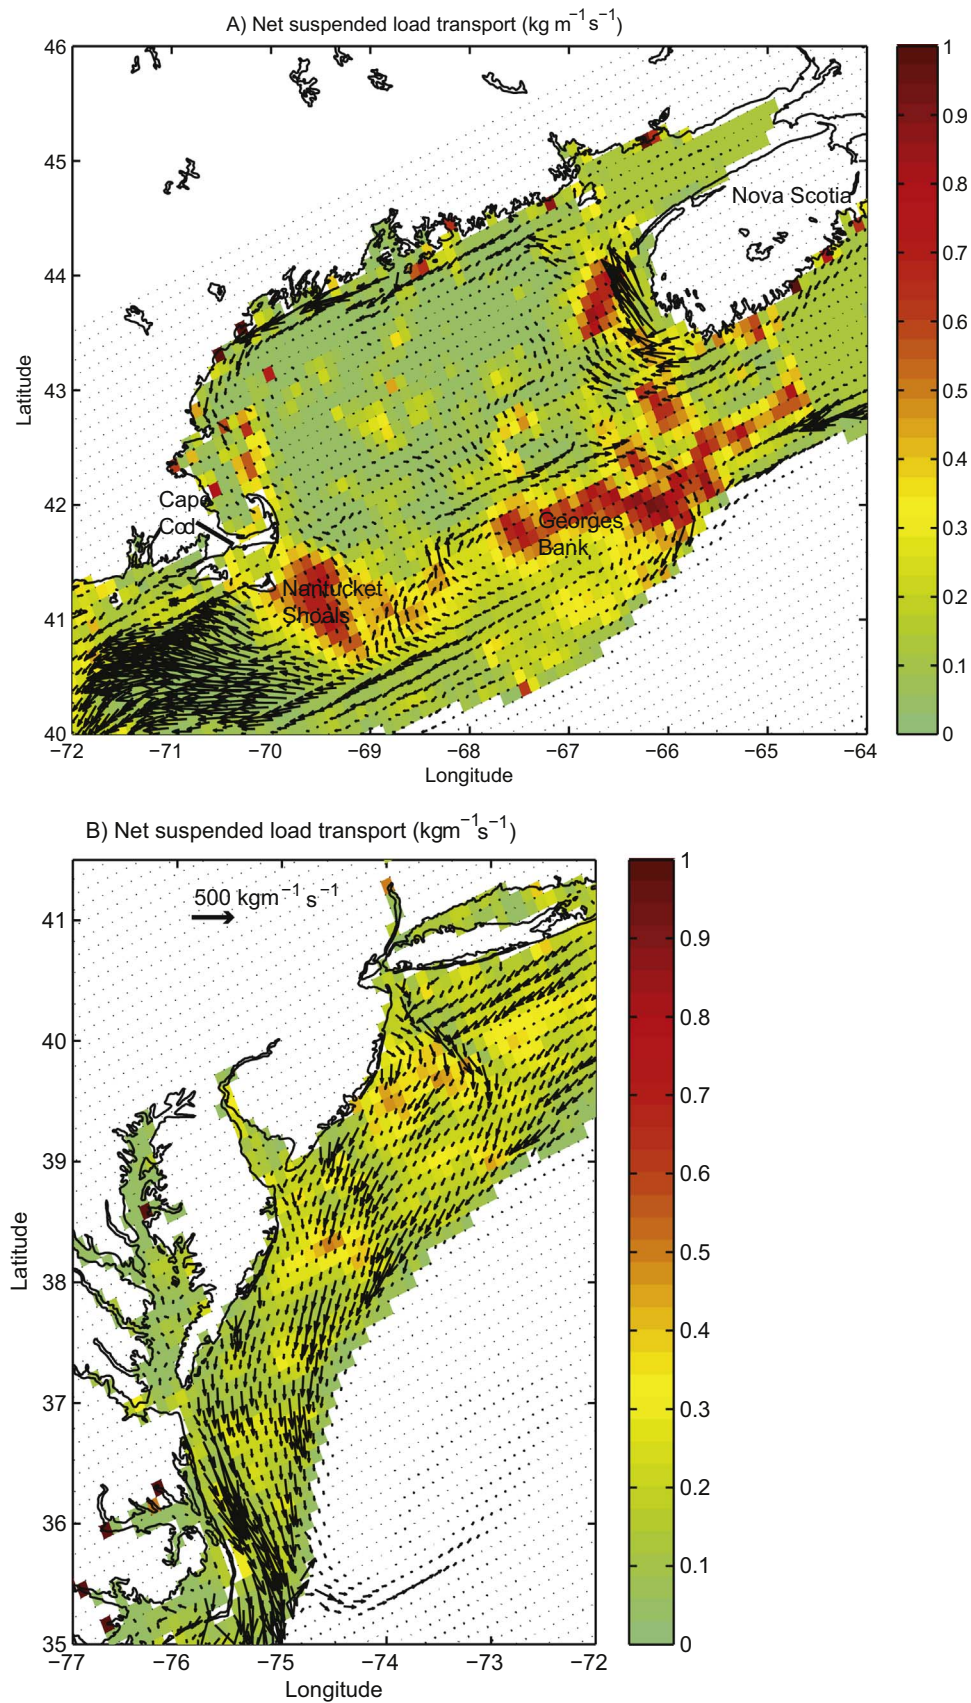 A) Net suspended load transport (kg m⁻¹ s⁻¹)
46
45
44
43
42
41
40
Latitude
Nova Scotia
Cape
Cod
Georges
Bank
Nantucket
Shoals
−72 −71 −70 −69 −68 −67 −66 −65 −64
Longitude
1
0.9
0.8
0.7
0.6
0.5
0.4
0.3
0.2
0.1
0
B) Net suspended load transport (kgm⁻¹s⁻¹)
500 kgm⁻¹ s⁻¹
41
40
39
38
37
36
35
Latitude
−77 −76 −75 −74 −73 −72
Longitude
1
0.9
0.8
0.7
0.6
0.5
0.4
0.3
0.2
0.1
0